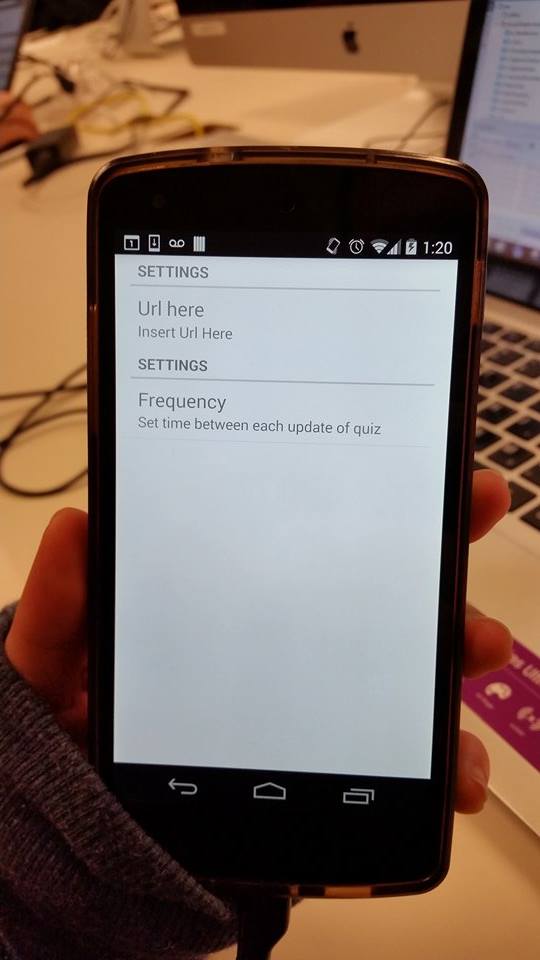 1:20
SETTINGS
Url here
Insert Url Here
SETTINGS
Frequency
Set time between each update of quiz